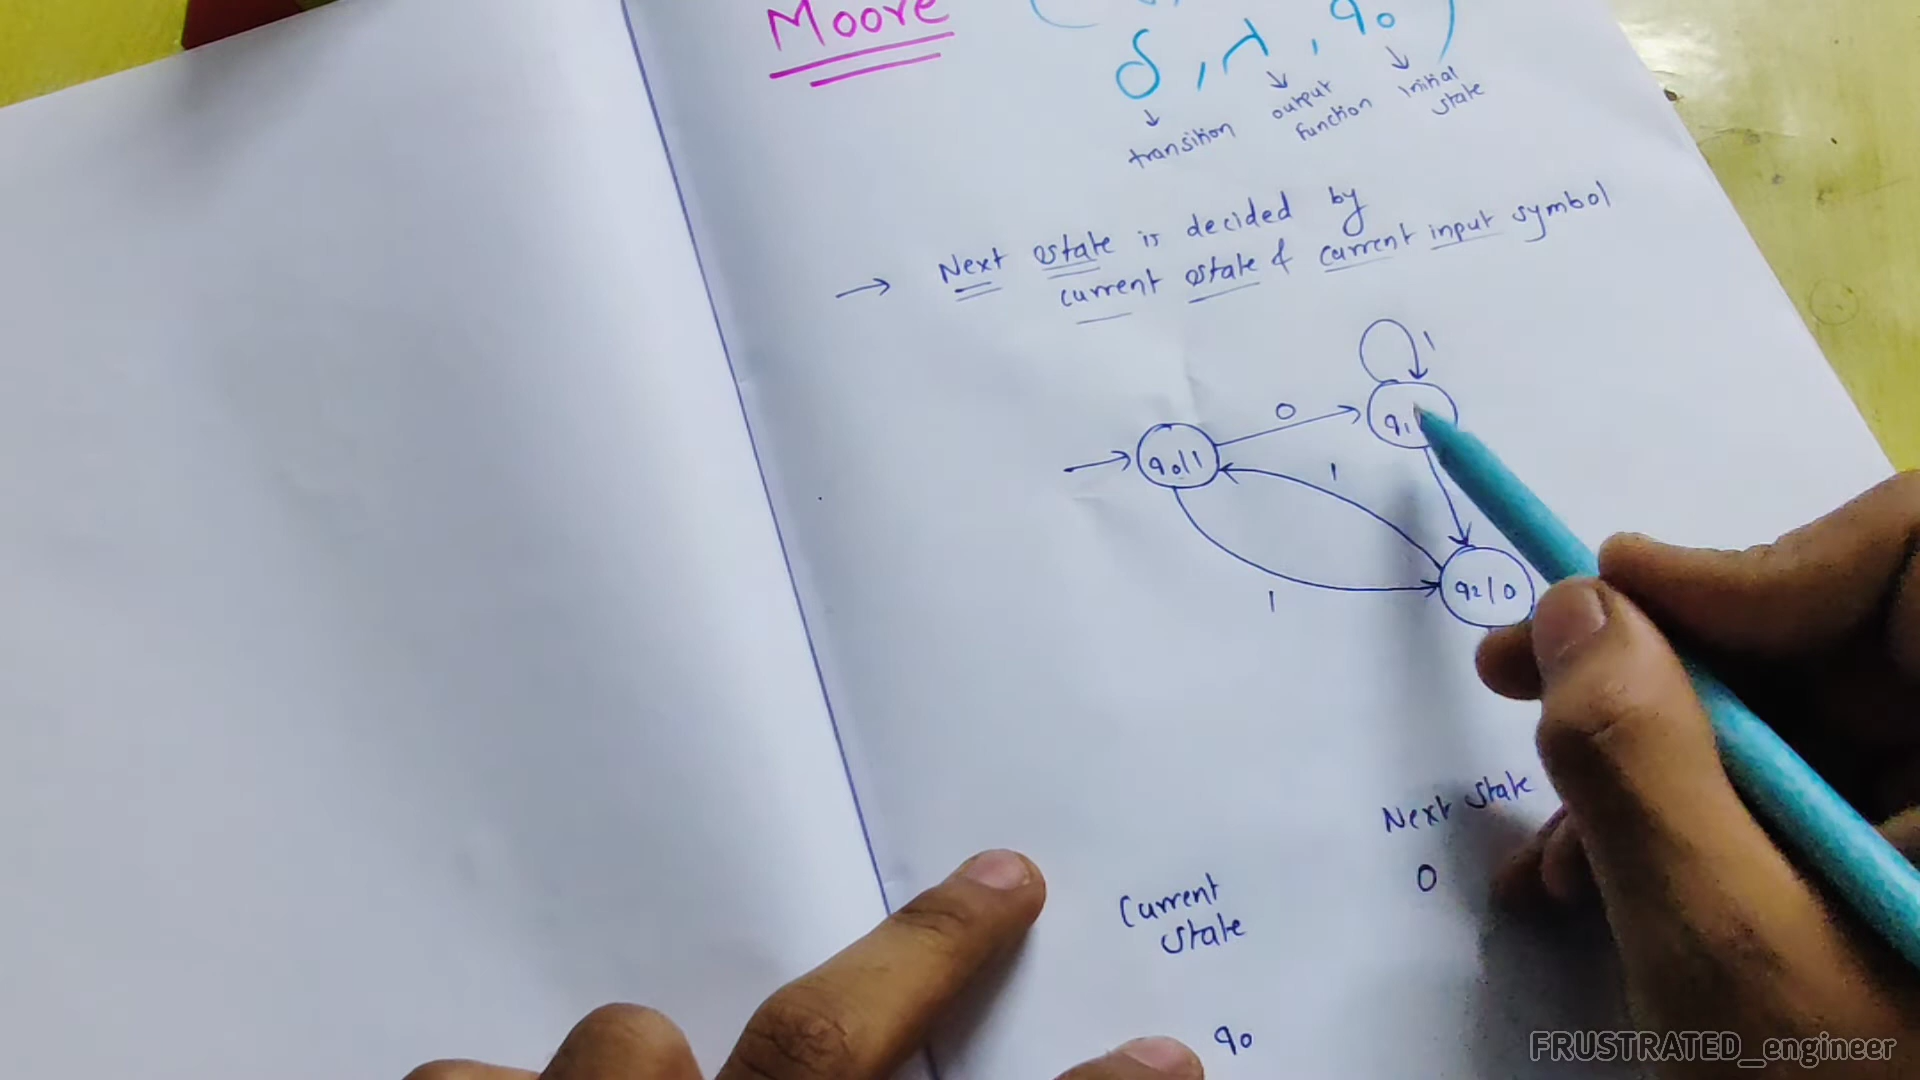 Moore
δ, λ, q0)
transition
output function
initial state
→ Next state is decided by
current state & current input symbol
1
0
q0/1
q1
1
q2/0
1
Next state
Current state
0
q0
FRUSTRATED_engineer